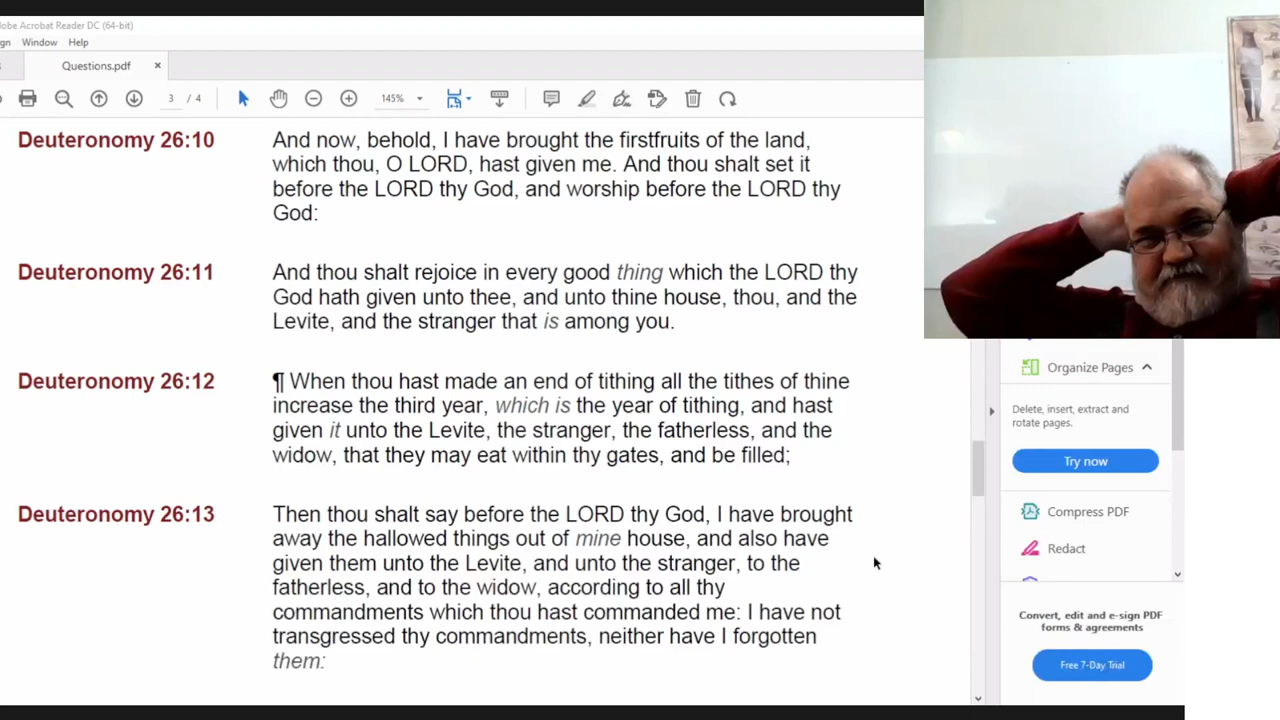 dobe Acrobat Reader DC (64-bit)
gn Window Help
Questions.pdf ×
3 / 4 145%
Deuteronomy 26:10 And now, behold, I have brought the firstfruits of the land,
which thou, O LORD, hast given me. And thou shalt set it
before the LORD thy God, and worship before the LORD thy
God:
Deuteronomy 26:11 And thou shalt rejoice in every good thing which the LORD thy
God hath given unto thee, and unto thine house, thou, and the
Levite, and the stranger that is among you.
Deuteronomy 26:12 ¶ When thou hast made an end of tithing all the tithes of thine
increase the third year, which is the year of tithing, and hast
given it unto the Levite, the stranger, the fatherless, and the
widow, that they may eat within thy gates, and be filled;
Deuteronomy 26:13 Then thou shalt say before the LORD thy God, I have brought
away the hallowed things out of mine house, and also have
given them unto the Levite, and unto the stranger, to the
fatherless, and to the widow, according to all thy
commandments which thou hast commanded me: I have not
transgressed thy commandments, neither have I forgotten
them:
Organize Pages
Delete, insert, extract and
rotate pages.
Try now
Compress PDF
Redact
Convert, edit and e-sign PDF
forms & agreements
Free 7-Day Trial